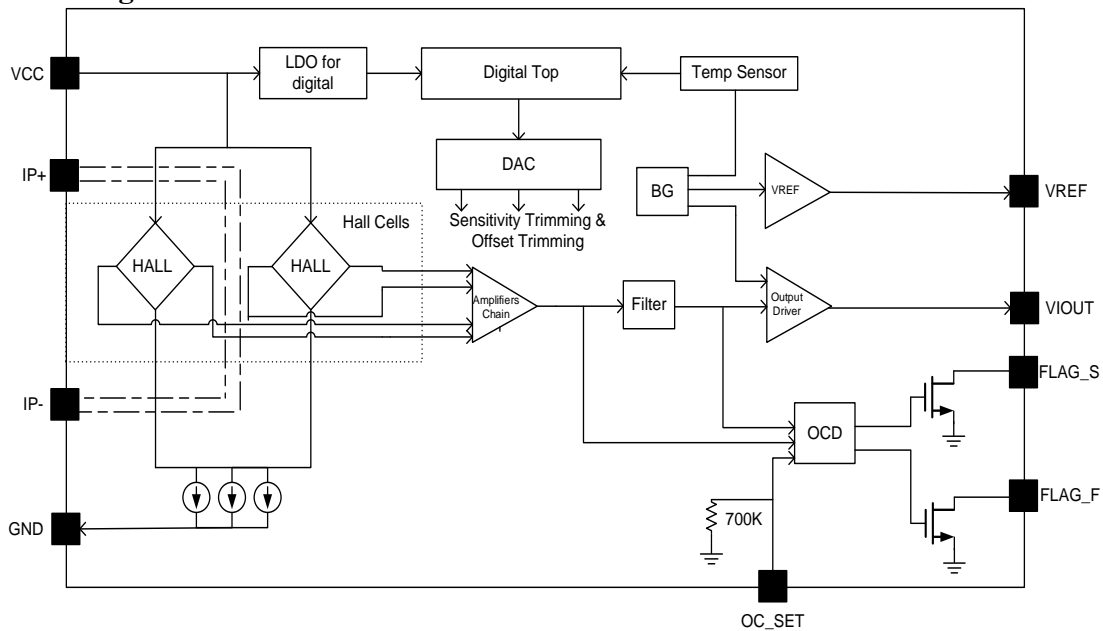 VCC
LDO for
digital
Digital Top
Temp Sensor
IP+
DAC
BG
VREF
VREF
Sensitivity Trimming &
Offset Trimming
Hall Cells
HALL
HALL
Amplifiers
Chain
Filter
Output
Driver
VIOUT
FLAG_S
IP-
OCD
FLAG_F
GND
700K
OC_SET